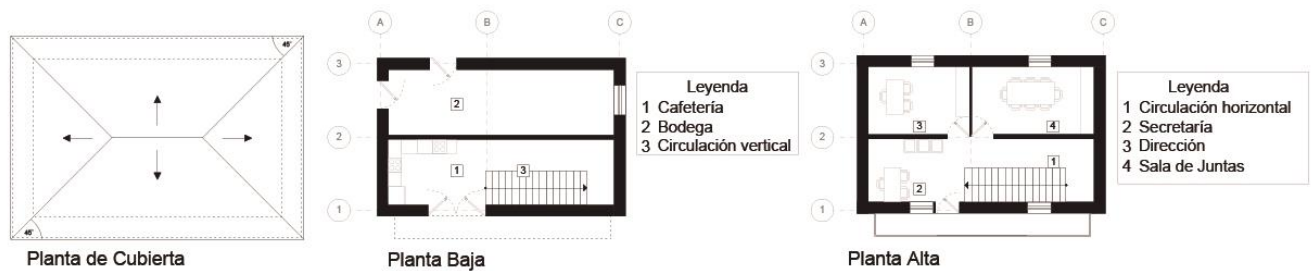 45°
45°
Planta de Cubierta
A
B
C
3
2
1
2
1
3
Leyenda
1 Cafetería
2 Bodega
3 Circulación vertical
Planta Baja
A
B
C
3
2
1
3
4
1
2
Leyenda
1 Circulación horizontal
2 Secretaría
3 Dirección
4 Sala de Juntas
Planta Alta